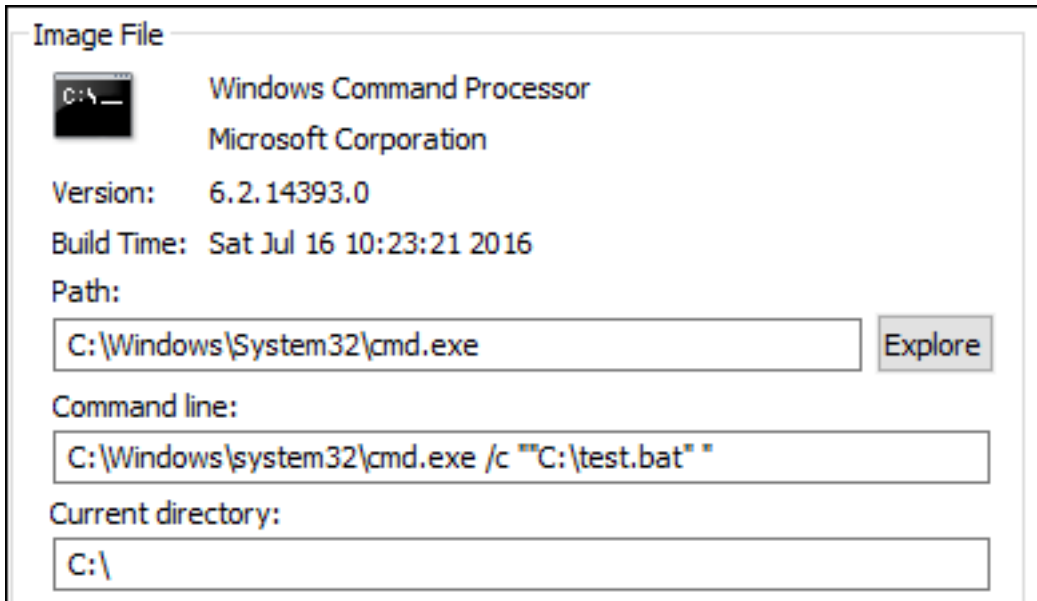 Image File
C:\
Windows Command Processor
Microsoft Corporation
Version: 6.2.14393.0
Build Time: Sat Jul 16 10:23:21 2016
Path:
C:\Windows\System32\cmd.exe Explore
Command line:
C:\Windows\system32\cmd.exe /c ""C:\test.bat" "
Current directory:
C:\